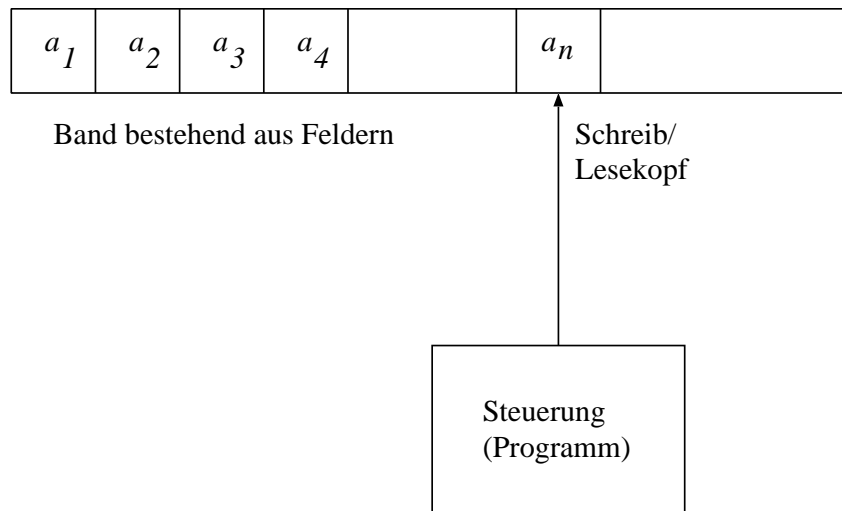 a1 a2 a3 a4 an
Band bestehend aus Feldern
Schreib/
Lesekopf
Steuerung
(Programm)